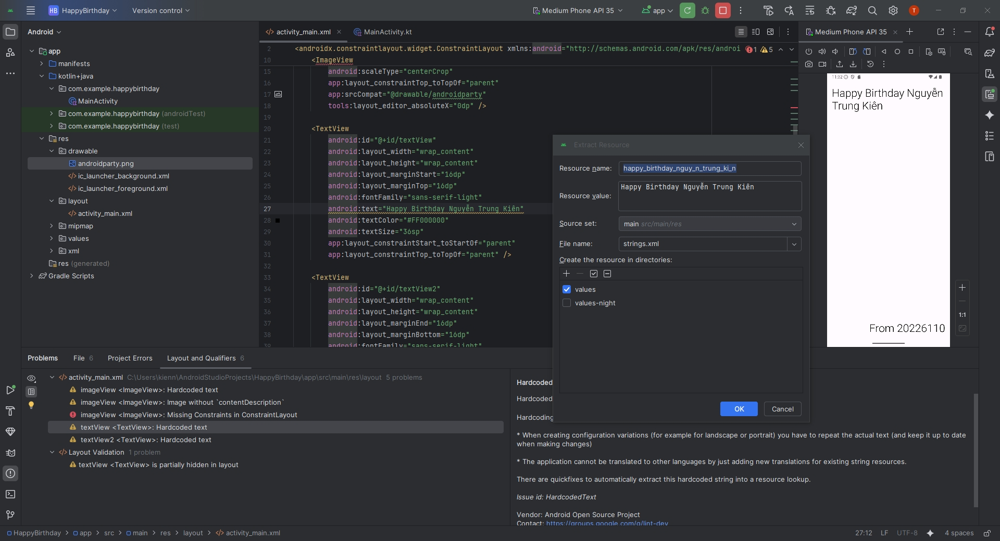 HB HappyBirthday Version control Medium Phone API 35 app T
Android
app
manifests
kotlin+java
com.example.happybirthday
MainActivity
com.example.happybirthday (androidTest)
com.example.happybirthday (test)
res
drawable
androidparty.png
ic_launcher_background.xml
ic_launcher_foreground.xml
layout
activity_main.xml
mipmap
values
xml
res (generated)
Gradle Scripts
activity_main.xml MainActivity.kt
2 <androidx.constraintlayout.widget.ConstraintLayout xmlns:android="http://schemas.android.com/apk/res/androi 1 5
10 <ImageView
15 android:scaleType="centerCrop"
16 app:layout_constraintTop_toTopOf="parent"
17 app:srcCompat="@drawable/androidparty"
18 tools:layout_editor_absoluteX="0dp" />
19
20 <TextView
21 android:id="@+id/textView"
22 android:layout_width="wrap_content"
23 android:layout_height="wrap_content"
24 android:layout_marginStart="16dp"
25 android:layout_marginTop="16dp"
26 android:fontFamily="sans-serif-light"
27 android:text="Happy Birthday Nguyễn Trung Kiên"
28 android:textColor="#FF000000"
29 android:textSize="36sp"
30 app:layout_constraintStart_toStartOf="parent"
31 app:layout_constraintTop_toTopOf="parent" />
32
33 <TextView
34 android:id="@+id/textView2"
35 android:layout_width="wrap_content"
36 android:layout_height="wrap_content"
37 android:layout_marginEnd="16dp"
38 android:layout_marginBottom="16dp"
39 android:fontFamily="sans-serif-light"
Extract Resource
Resource name: happy_birthday_nguy_n_trung_ki_n
Resource value: Happy Birthday Nguyễn Trung Kiên
Source set: main src/main/res
File name: strings.xml
Create the resource in directories:
values
values-night
OK Cancel
Medium Phone API 35
11:32
Happy Birthday Nguyễn
Trung Kiên
From 20226110
1:1
Problems File 6 Project Errors Layout and Qualifiers 6
activity_main.xml C:\Users\kienn\AndroidStudioProjects\HappyBirthday\app\src\main\res\layout 5 problems
imageView <ImageView>: Hardcoded text
imageView <ImageView>: Image without `contentDescription`
imageView <ImageView>: Missing Constraints in ConstraintLayout
textView <TextView>: Hardcoded text
textView2 <TextView>: Hardcoded text
Layout Validation 1 problem
textView <TextView> is partially hidden in layout
Hardcoded
Hardcoded
Hardcoding
* When creating configuration variations (for example for landscape or portrait) you have to repeat the actual text (and keep it up to date
when making changes)
* The application cannot be translated to other languages by just adding new translations for existing string resources.
There are quickfixes to automatically extract this hardcoded string into a resource lookup.
Issue id: HardcodedText
Vendor: Android Open Source Project
Contact: https://groups.google.com/g/lint-dev
HappyBirthday > app > src > main > res > layout > activity_main.xml 27:12 LF UTF-8 4 spaces